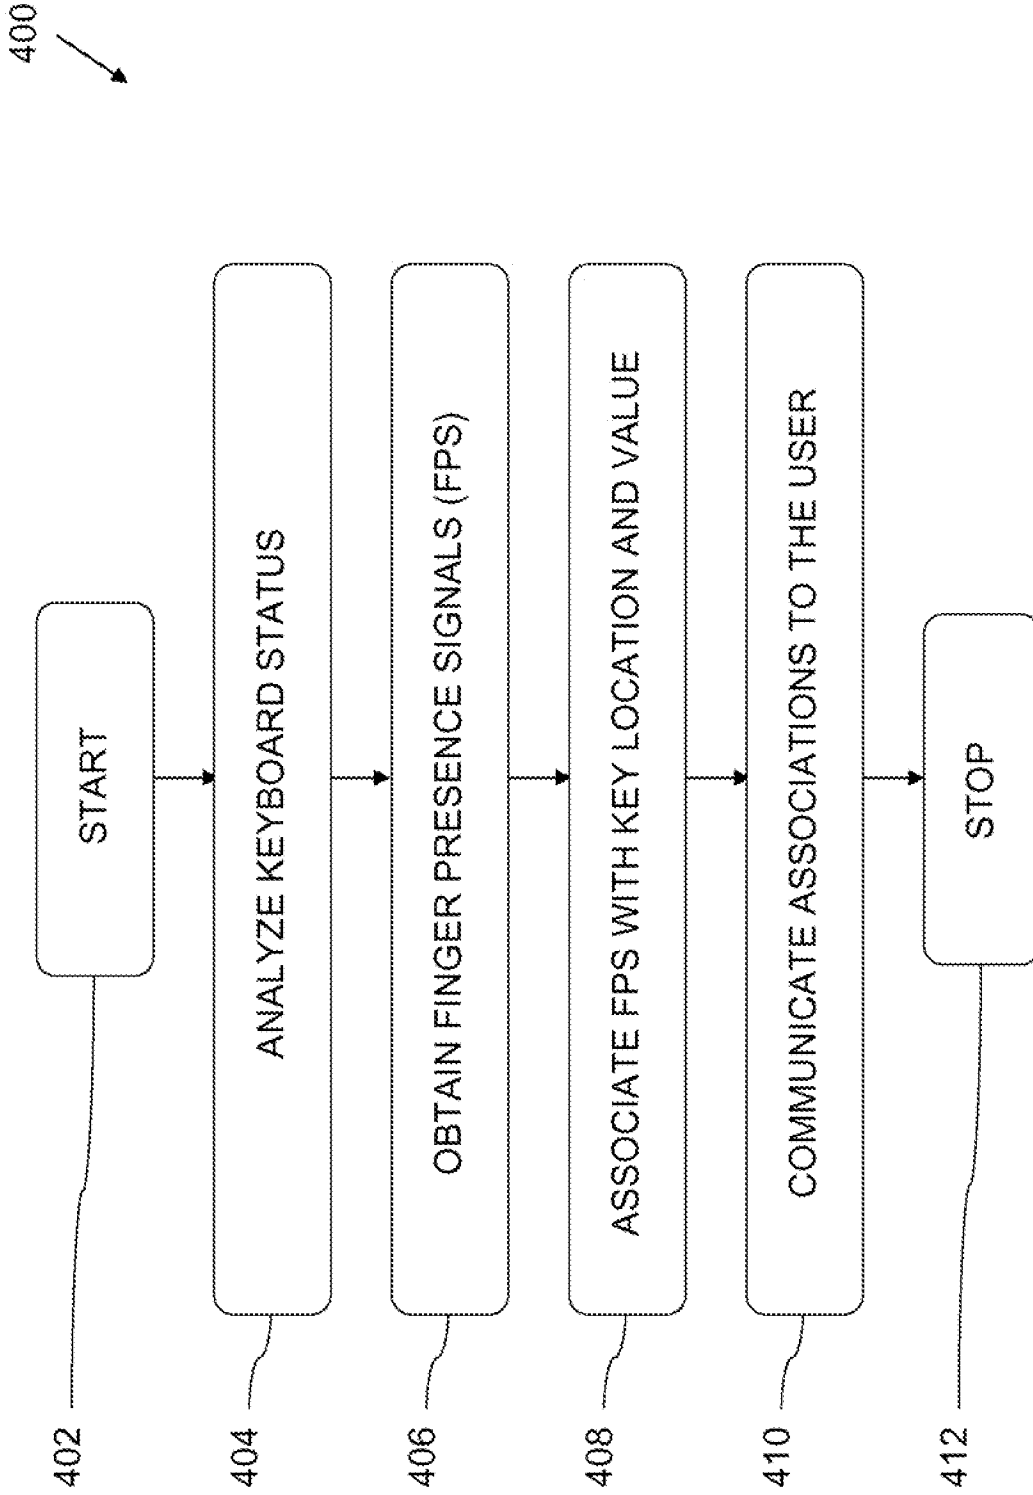 400
402
START
404
ANALYZE KEYBOARD STATUS
406
OBTAIN FINGER PRESENCE SIGNALS (FPS)
408
ASSOCIATE FPS WITH KEY LOCATION AND VALUE
410
COMMUNICATE ASSOCIATIONS TO THE USER
412
STOP